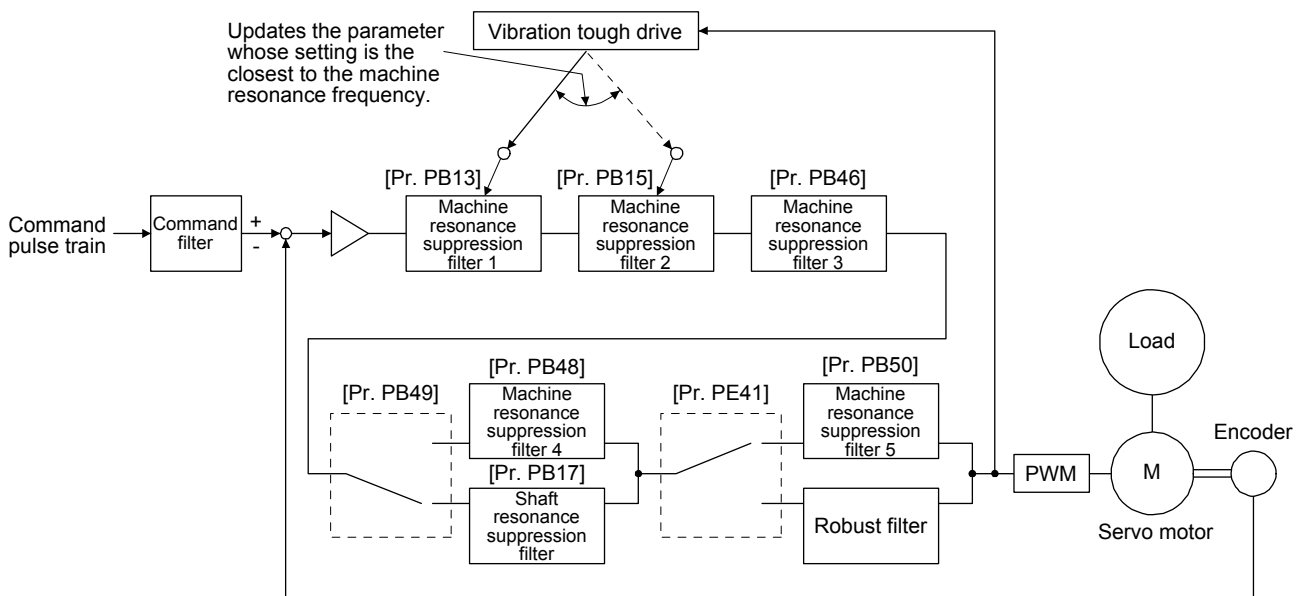 Updates the parameter
whose setting is the
closest to the machine
resonance frequency.
Vibration tough drive
[Pr. PB13]
[Pr. PB15]
[Pr. PB46]
Command
pulse train
Command
filter
+
-
Machine
resonance
suppression
filter 1
Machine
resonance
suppression
filter 2
Machine
resonance
suppression
filter 3
Load
[Pr. PB49]
[Pr. PB48]
Machine
resonance
suppression
filter 4
[Pr. PB17]
Shaft
resonance
suppression
filter
[Pr. PE41]
[Pr. PB50]
Machine
resonance
suppression
filter 5
Robust filter
PWM
M
Servo motor
Encoder